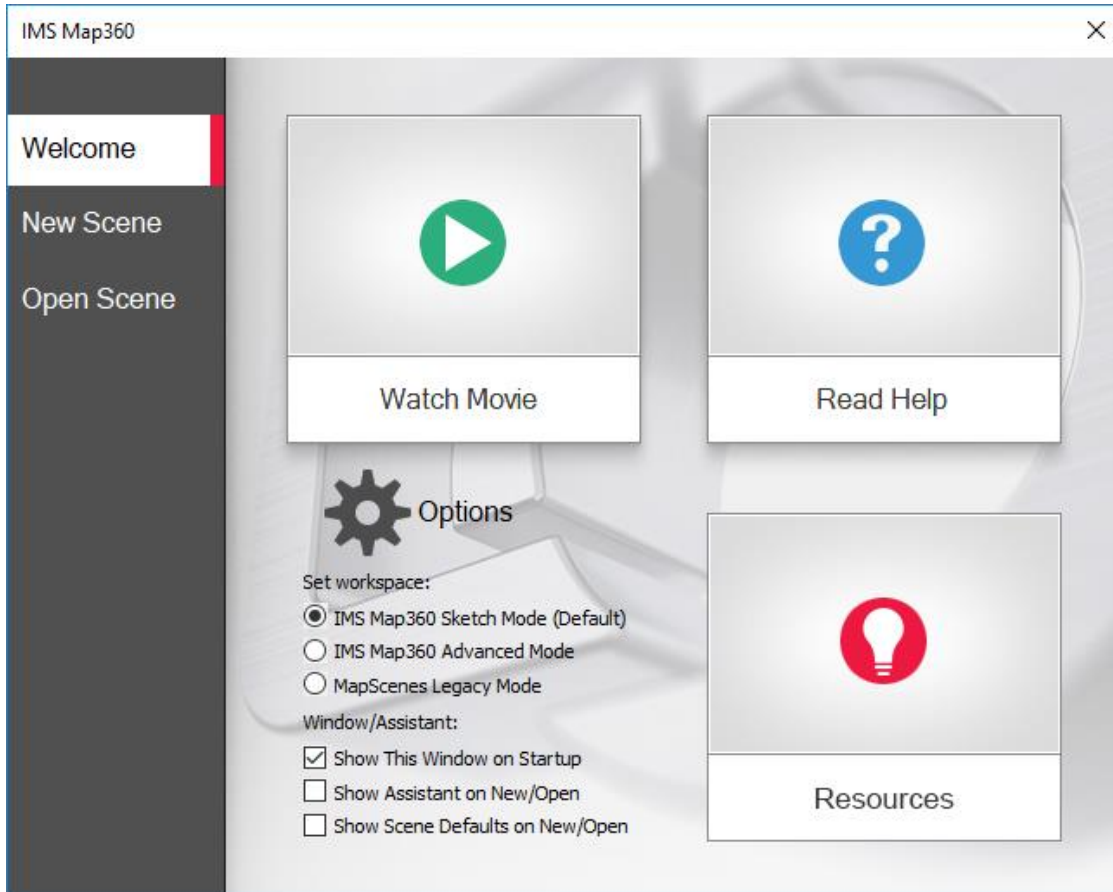 IMS Map360
Welcome
New Scene
Open Scene
Watch Movie
Read Help
Options
Set workspace:
IMS Map360 Sketch Mode (Default)
IMS Map360 Advanced Mode
MapScenes Legacy Mode
Window/Assistant:
Show This Window on Startup
Show Assistant on New/Open
Show Scene Defaults on New/Open
Resources